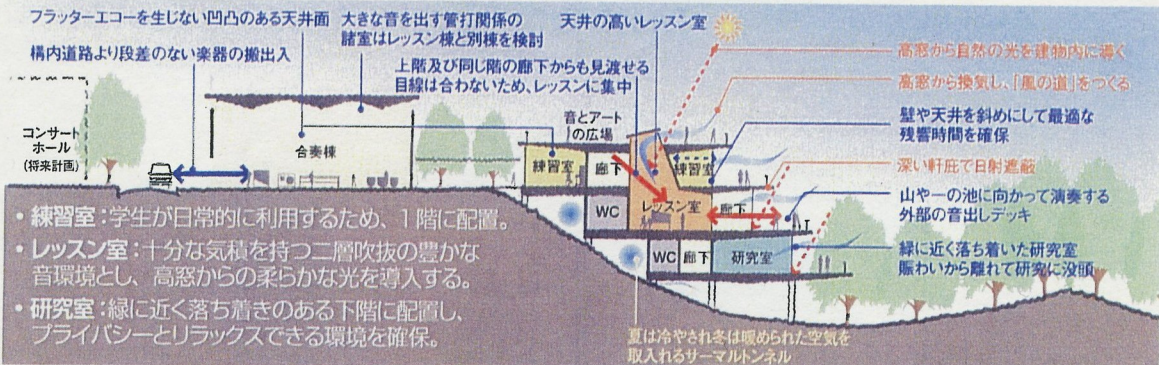 フラッターエコーを生じない凹凸のある天井面
大きな音を出す管打関係の
諸室はレッスン棟と別棟を検討
天井の高いレッスン室
構内道路より段差のない楽器の搬出入
上階及び同じ階の廊下からも見渡せる
目線は合わないため、レッスンに集中
高窓から自然の光を建物内に導く
高窓から換気し、「風の道」をつくる
壁や天井を斜めにして最適な
残響時間を確保
深い軒庇で日射遮蔽
山や一の池に向かって演奏する
外部の音出しデッキ
緑に近く落ち着いた研究室
賑わいから離れて研究に没頭
コンサート
ホール
(将来計画)
合奏棟
音とアート
の広場
練習室
廊下
練習室
WC
レッスン室
廊下
WC
廊下
研究室
・練習室:学生が日常的に利用するため、1階に配置。
・レッスン室:十分な気積を持つ二層吹抜の豊かな
音環境とし、高窓からの柔らかな光を導入する。
・研究室:緑に近く落ち着きのある下階に配置し、
プライバシーとリラックスできる環境を確保。
夏は冷やされ冬は暖められた空気を
取入れるサーマルトンネル